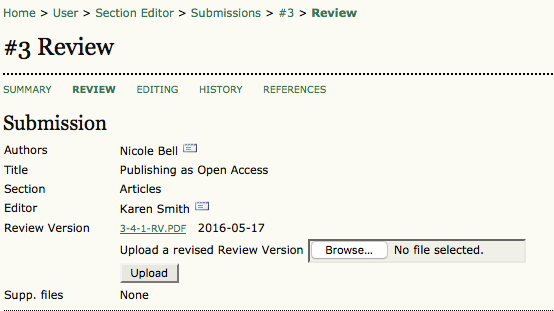 Home > User > Section Editor > Submissions > #3 > Review
#3 Review
SUMMARY REVIEW EDITING HISTORY REFERENCES
Submission
Authors Nicole Bell
Title Publishing as Open Access
Section Articles
Editor Karen Smith
Review Version 3-4-1-RV.PDF 2016-05-17
Upload a revised Review Version Browse... No file selected.
Upload
Supp. files None